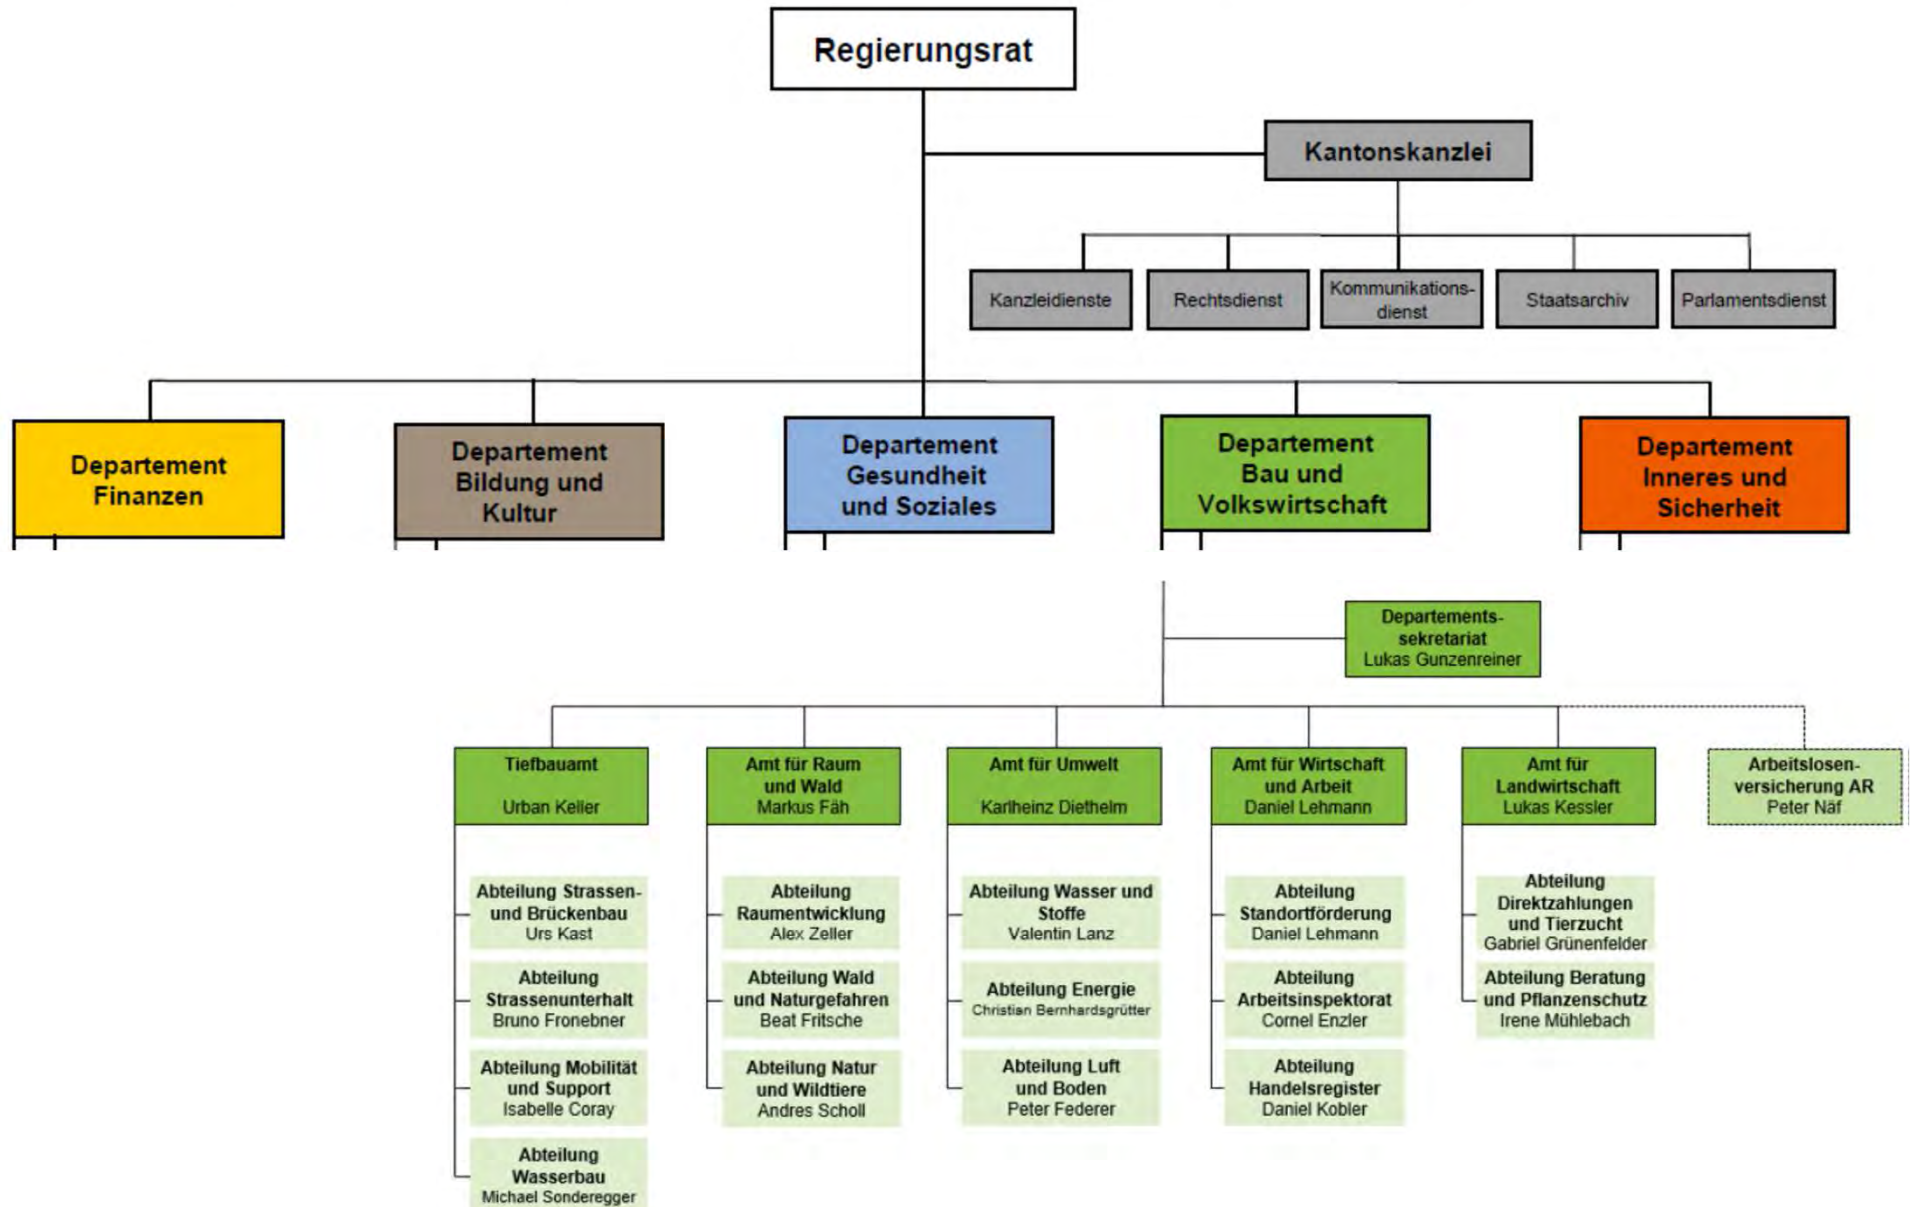 Regierungsrat
Kantonskanzlei
Kanzleidienste
Rechtsdienst
Kommunikations-
dienst
Staatsarchiv
Parlamentsdienst
Departement
Finanzen
Departement
Bildung und
Kultur
Departement
Gesundheit
und Soziales
Departement
Bau und
Volkswirtschaft
Departement
Inneres und
Sicherheit
Departements-
sekretariat
Lukas Gunzenreiner
Tiefbauamt
Urban Keller
Amt für Raum
und Wald
Markus Fäh
Amt für Umwelt
Karlheinz Diethelm
Amt für Wirtschaft
und Arbeit
Daniel Lehmann
Amt für
Landwirtschaft
Lukas Kessler
Arbeitslosen-
versicherung AR
Peter Näf
Abteilung Strassen-
und Brückenbau
Urs Kast
Abteilung
Strassenunterhalt
Bruno Fronebner
Abteilung Mobilität
und Support
Isabelle Coray
Abteilung
Wasserbau
Michael Sonderegger
Abteilung
Raumentwicklung
Alex Zeller
Abteilung Wald
und Naturgefahren
Beat Fritsche
Abteilung Natur
und Wildtiere
Andres Scholl
Abteilung Wasser und
Stoffe
Valentin Lanz
Abteilung Energie
Christian Bernhardsgrütter
Abteilung Luft
und Boden
Peter Federer
Abteilung
Standortförderung
Daniel Lehmann
Abteilung
Arbeitsinspektorat
Cornel Enzler
Abteilung
Handelsregister
Daniel Kobler
Abteilung
Direktzahlungen
und Tierzucht
Gabriel Grünenfelder
Abteilung Beratung
und Pflanzenschutz
Irene Mühlebach